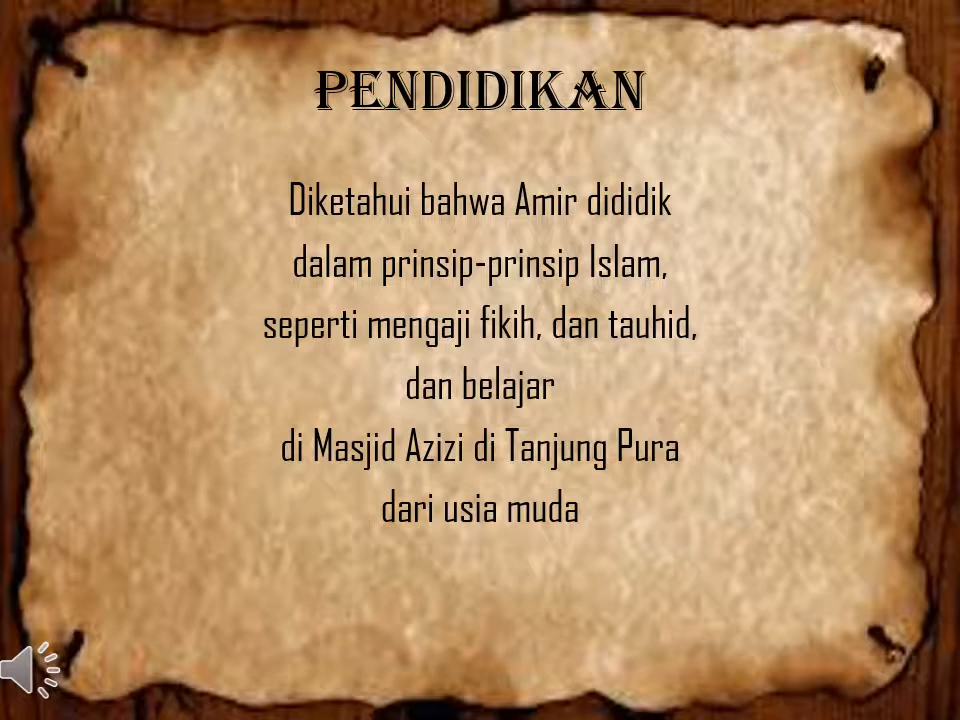 PENDIDIKAN
Diketahui bahwa Amir dididik
dalam prinsip-prinsip Islam,
seperti mengaji fikih, dan tauhid,
dan belajar
di Masjid Azizi di Tanjung Pura
dari usia muda